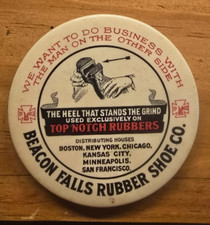 WE WANT TO DO BUSINESS WITH
THE MAN ON THE OTHER SIDE
THE HEEL THAT STANDS THE GRIND
USED EXCLUSIVELY ON
TOP NOTCH RUBBERS
DISTRIBUTING HOUSES
BOSTON, NEW YORK, CHICAGO,
KANSAS CITY,
MINNEAPOLIS,
SAN FRANCISCO.
BEACON FALLS RUBBER SHOE CO.